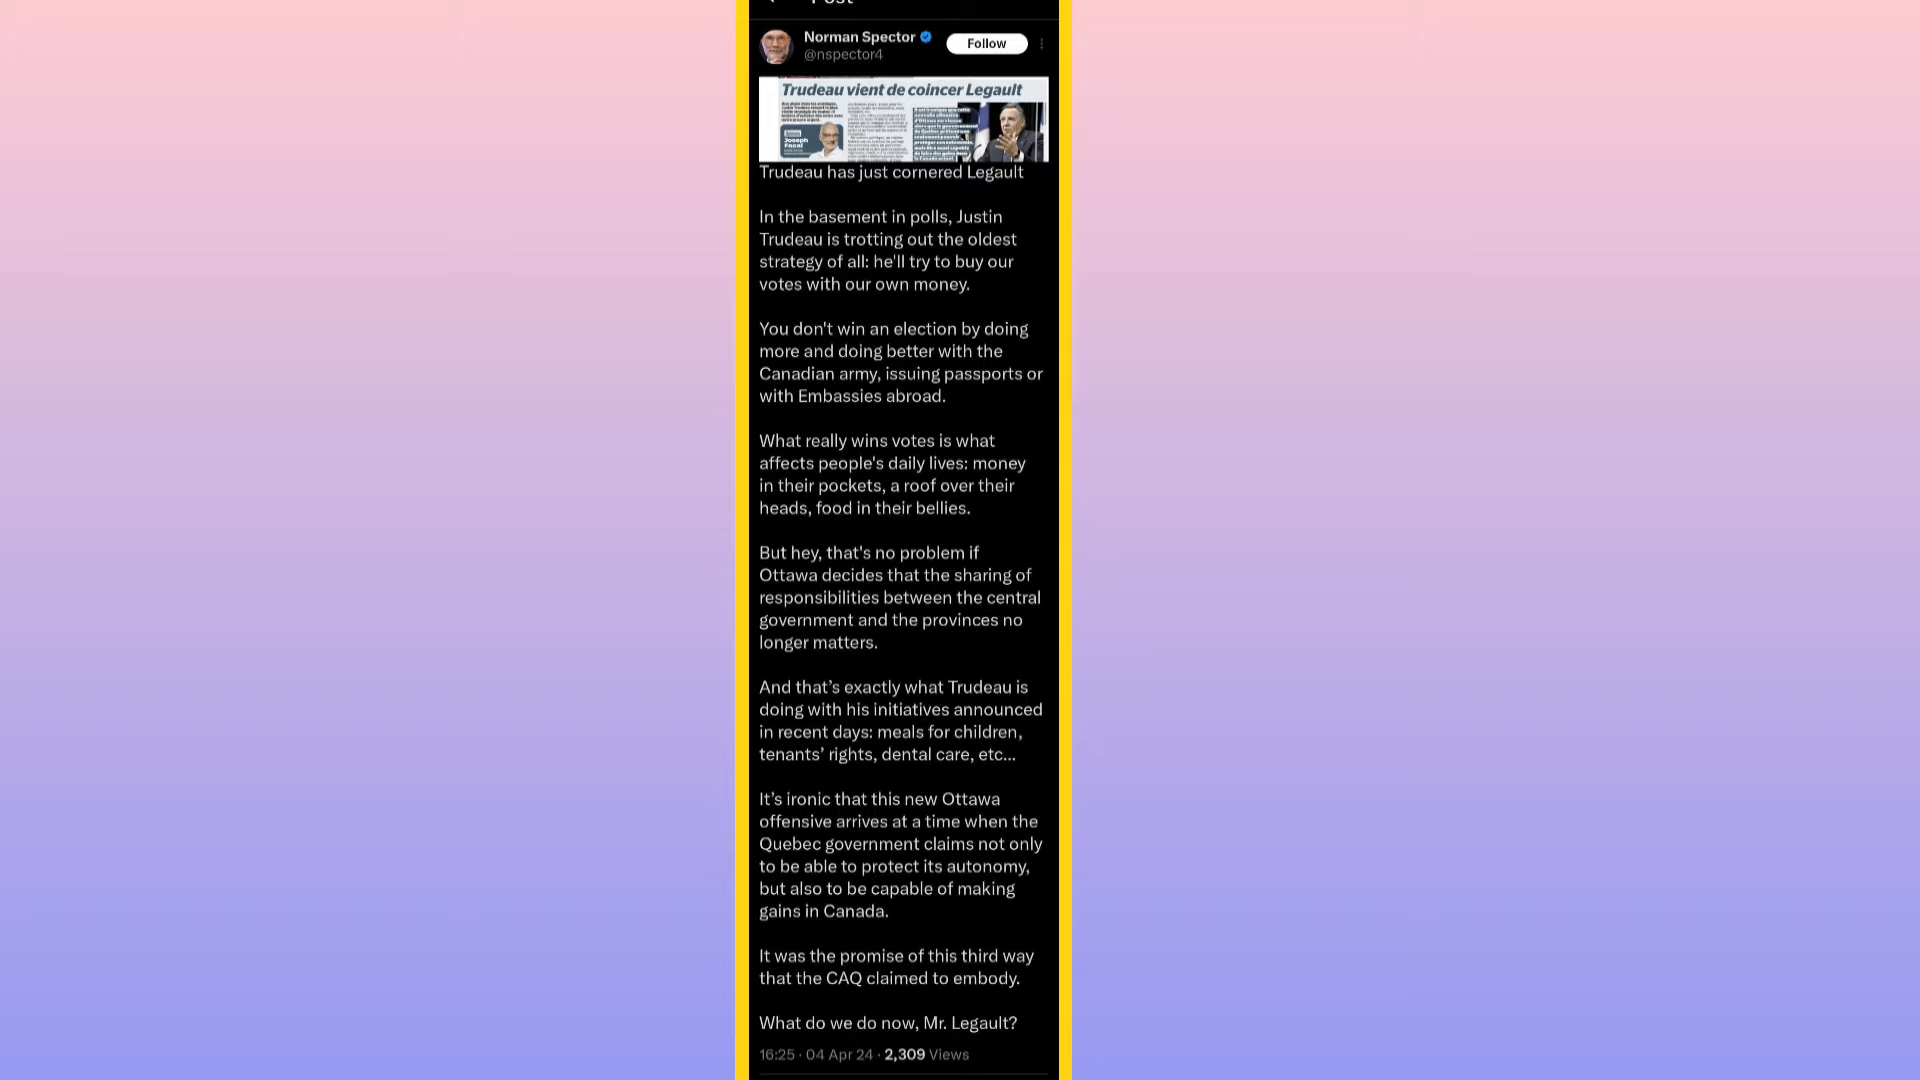 Post
Norman Spector
Follow
@nspector4
Trudeau vient de coincer Legault
Joseph
Facal
Trudeau has just cornered Legault
In the basement in polls, Justin
Trudeau is trotting out the oldest
strategy of all: he'll try to buy our
votes with our own money.
You don't win an election by doing
more and doing better with the
Canadian army, issuing passports or
with Embassies abroad.
What really wins votes is what
affects people's daily lives: money
in their pockets, a roof over their
heads, food in their bellies.
But hey, that's no problem if
Ottawa decides that the sharing of
responsibilities between the central
government and the provinces no
longer matters.
And that’s exactly what Trudeau is
doing with his initiatives announced
in recent days: meals for children,
tenants’ rights, dental care, etc...
It’s ironic that this new Ottawa
offensive arrives at a time when the
Quebec government claims not only
to be able to protect its autonomy,
but also to be capable of making
gains in Canada.
It was the promise of this third way
that the CAQ claimed to embody.
What do we do now, Mr. Legault?
16:25 · 04 Apr 24 · 2,309 Views